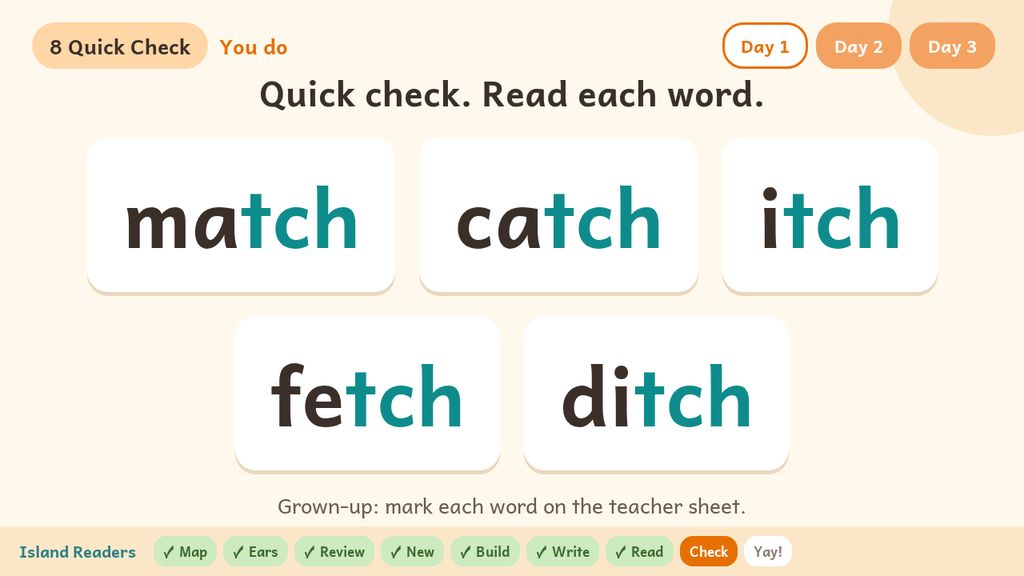 8 Quick Check You do Day 1 Day 2 Day 3
Quick check. Read each word.
match catch itch
fetch ditch
Grown-up: mark each word on the teacher sheet.
Island Readers ✓ Map ✓ Ears ✓ Review ✓ New ✓ Build ✓ Write ✓ Read Check Yay!